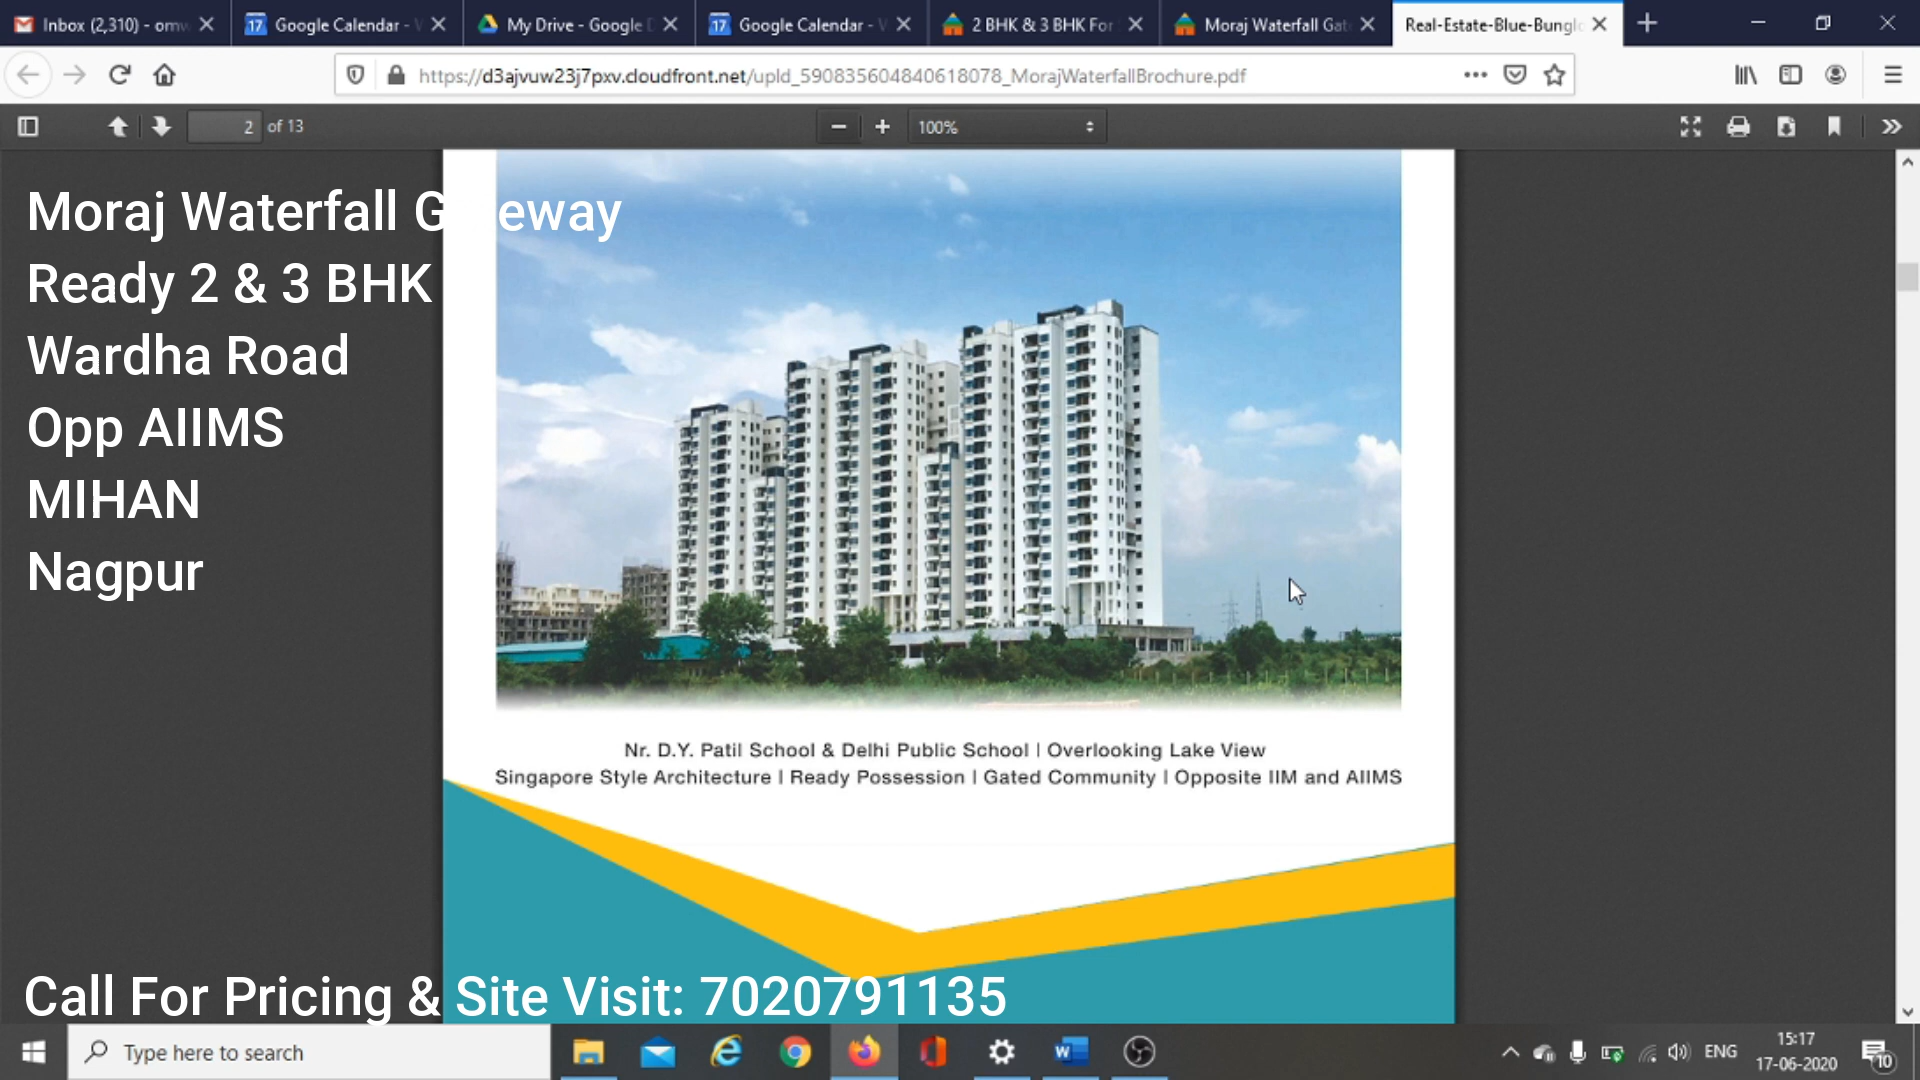 Inbox (2,310) - omw
Google Calendar - V
My Drive - Google D
Google Calendar - V
2 BHK & 3 BHK For
Moraj Waterfall Gat
Real-Estate-Blue-Bunglo
https://d3ajvuw23j7pxv.cloudfront.net/upld_590835604840618078_MorajWaterfallBrochure.pdf
2 of 13
100%
Moraj Waterfall G eway
Ready 2 & 3 BHK
Wardha Road
Opp AIIMS
MIHAN
Nagpur
Nr. D.Y. Patil School & Delhi Public School | Overlooking Lake View
Singapore Style Architecture | Ready Possession | Gated Community | Opposite IIM and AIIMS
Call For Pricing & Site Visit: 7020791135
Type here to search
ENG
15:17
17-06-2020
10